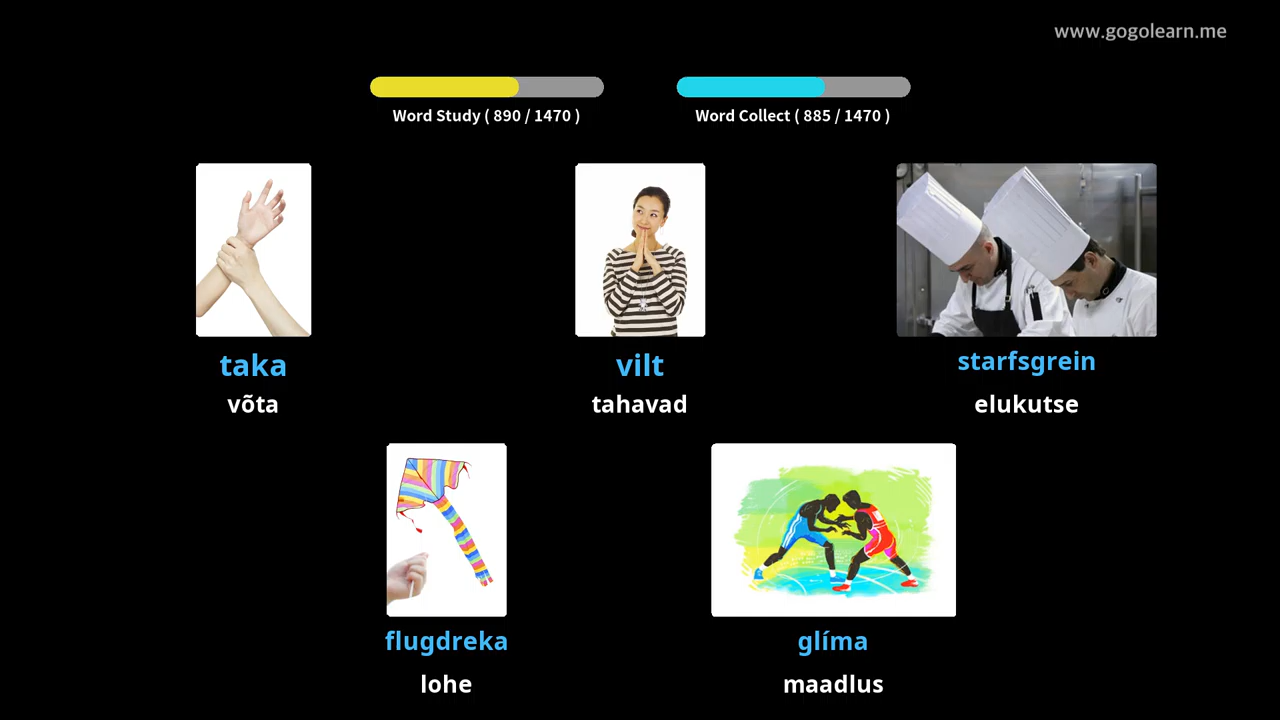 www.gogolearn.me
Word Study ( 890 / 1470 )
Word Collect ( 885 / 1470 )
taka
võta
vilt
tahavad
starfsgrein
elukutse
flugdreka
lohe
glíma
maadlus